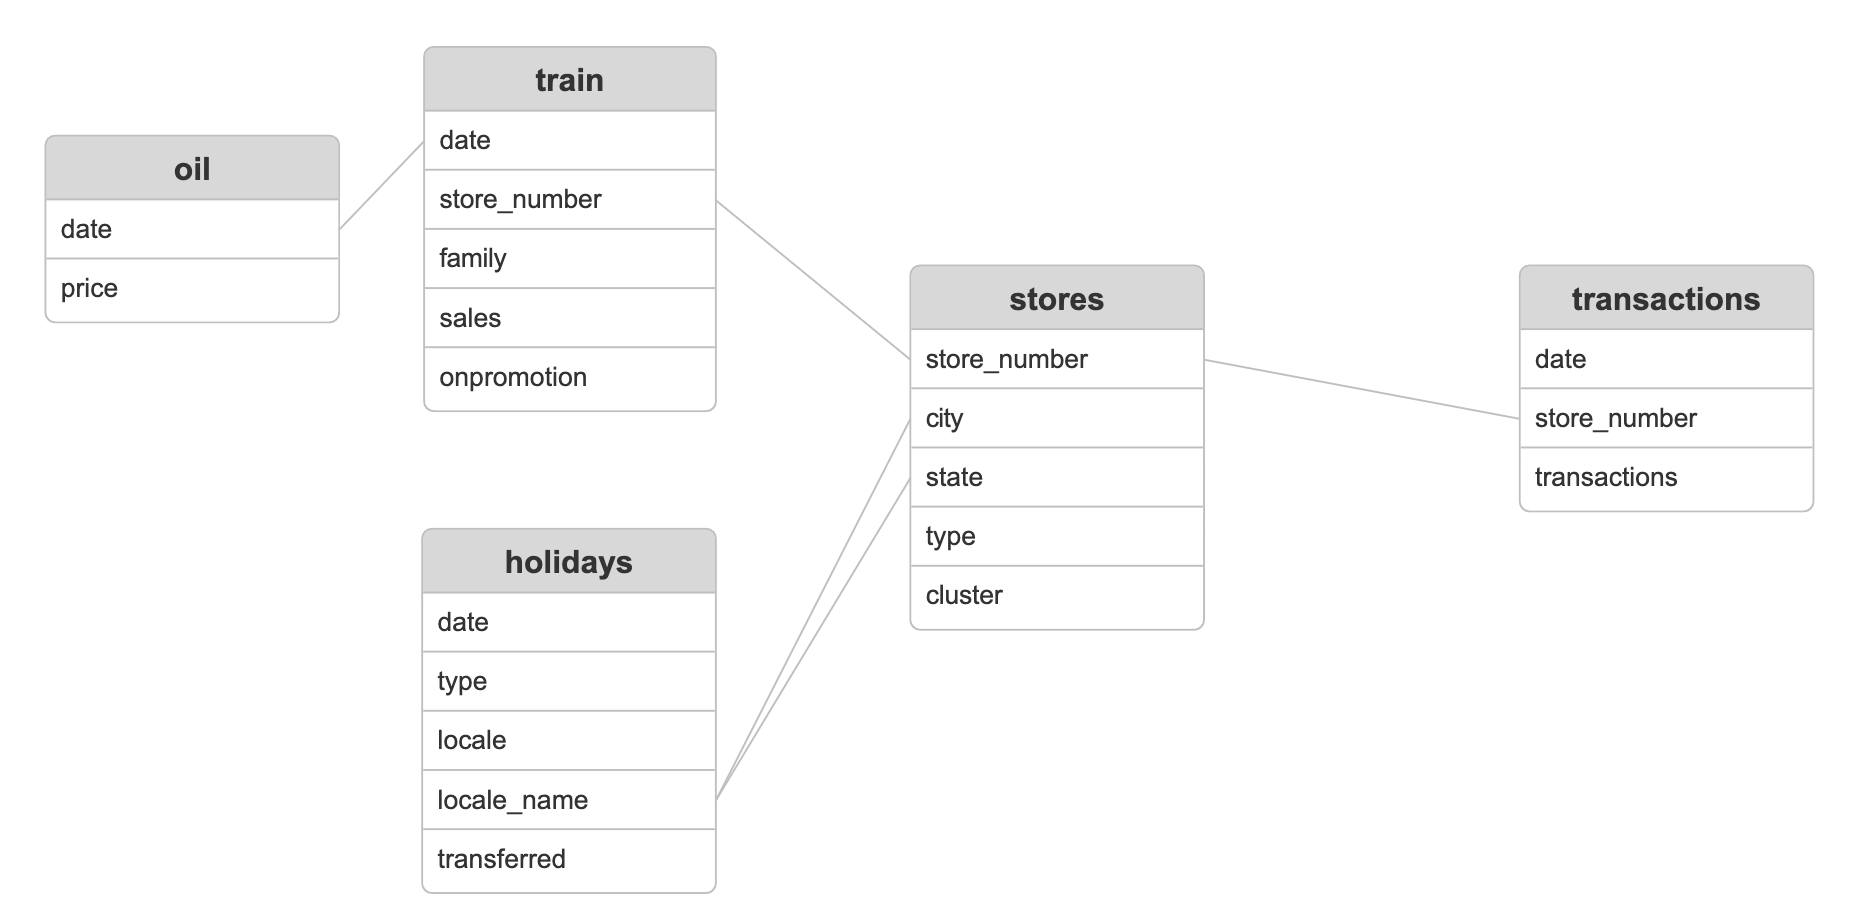 oil
date
price
train
date
store_number
family
sales
onpromotion
holidays
date
type
locale
locale_name
transferred
stores
store_number
city
state
type
cluster
transactions
date
store_number
transactions